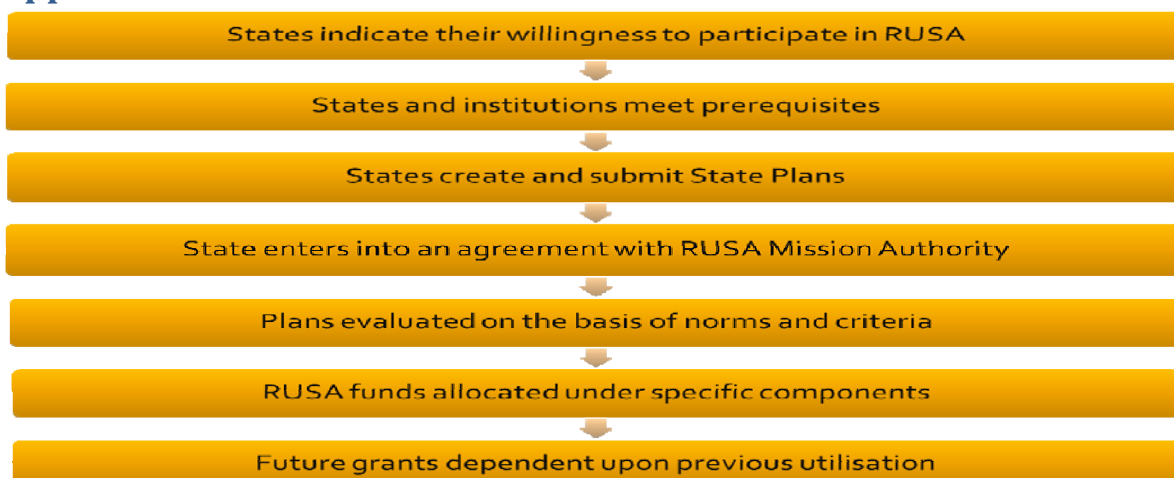 States indicate their willingness to participate in RUSA
States and institutions meet prerequisites
States create and submit State Plans
State enters into an agreement with RUSA Mission Authority
Plans evaluated on the basis of norms and criteria
RUSA funds allocated under specific components
Future grants dependent upon previous utilisation